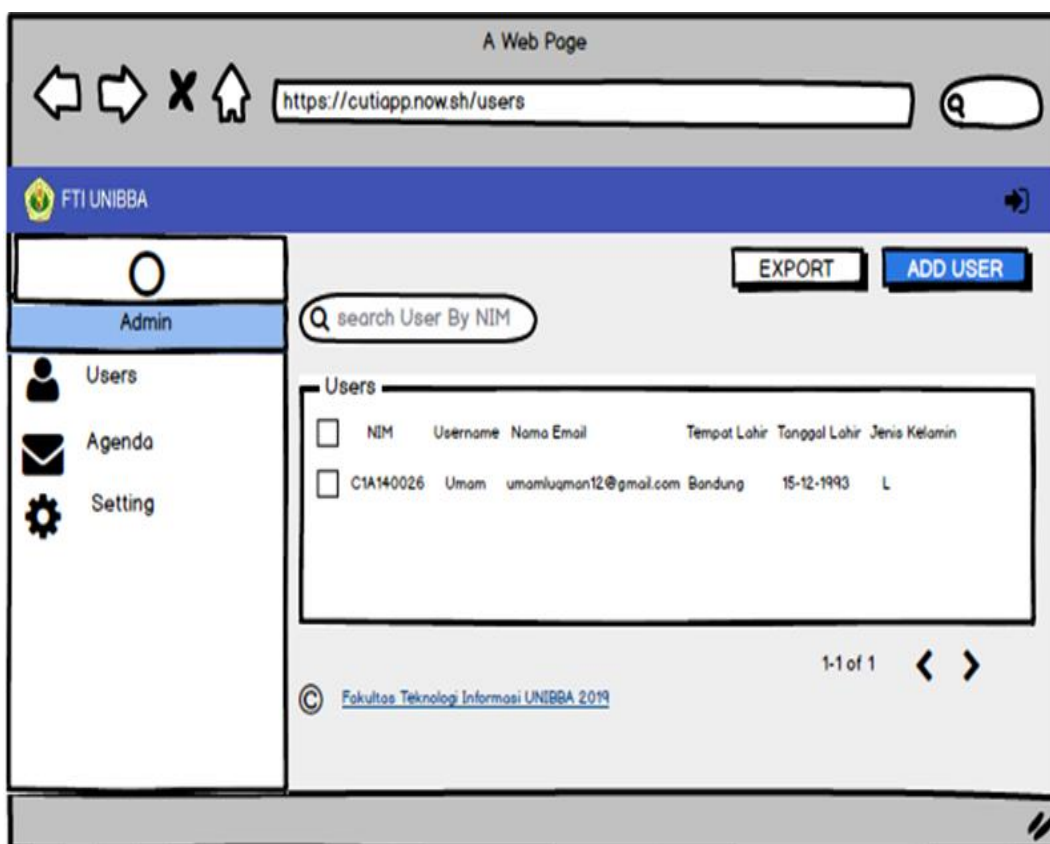 A Web Page
https://cutiapp.now.sh/users
FTI UNIBBA
EXPORT
ADD USER
Admin
search User By NIM
Users
Agenda
Setting
Users
NIM Username Nama Email Tempat Lahir Tanggal Lahir Jenis Kelamin
C1A140026 Umam umamluqman12@gmail.com Bandung 15-12-1993 L
1-1 of 1
© Fakultas Teknologi Informasi UNIBBA 2019